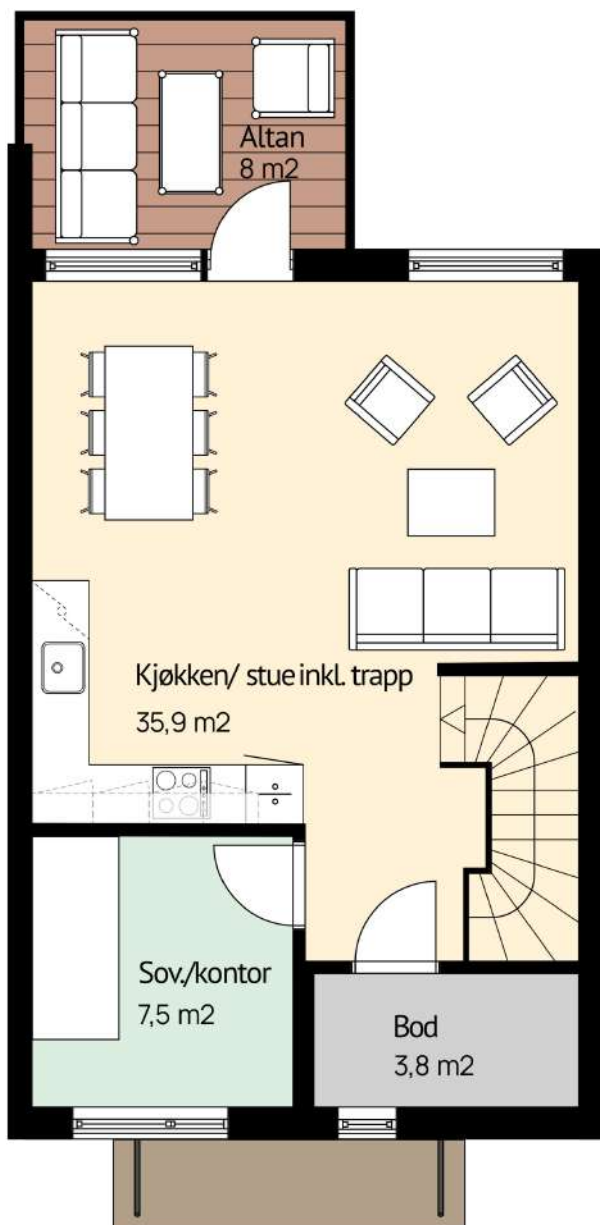 Altan
8 m2
Kjøkken/ stue inkl. trapp
35,9 m2
Sov./kontor
7,5 m2
Bod
3,8 m2